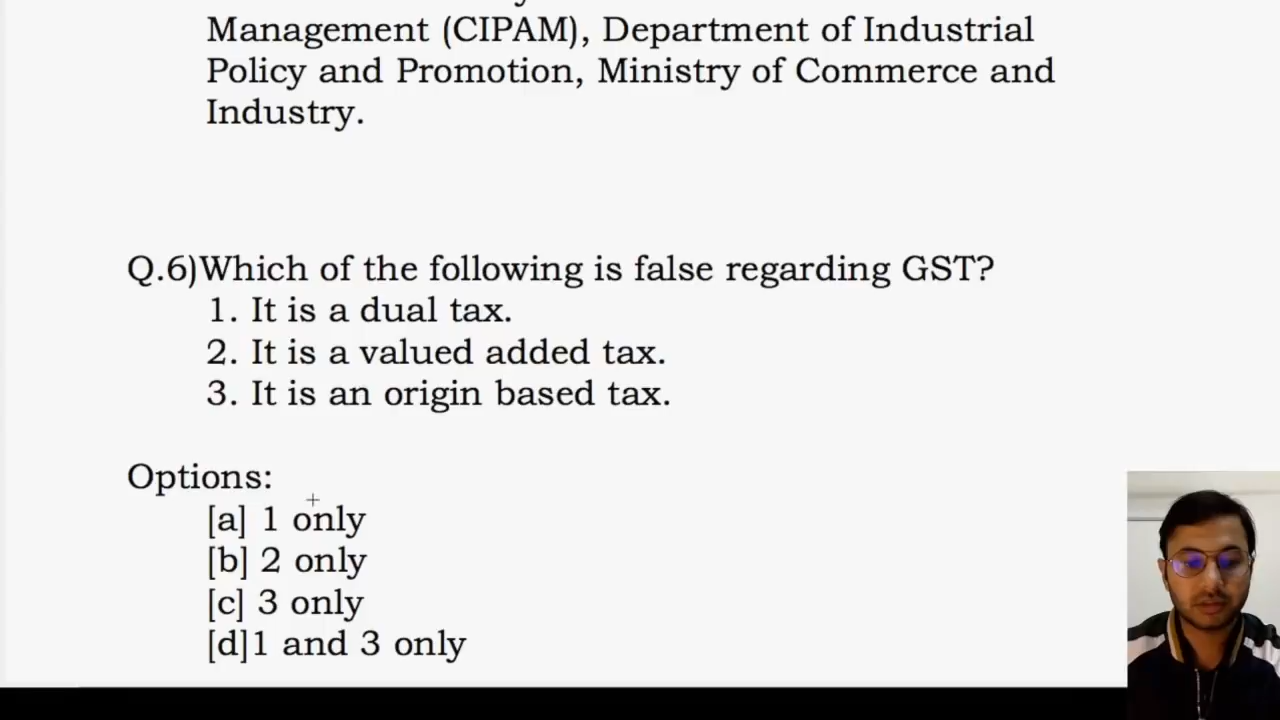 Management (CIPAM), Department of Industrial
Policy and Promotion, Ministry of Commerce and
Industry.
Q.6)Which of the following is false regarding GST?
1. It is a dual tax.
2. It is a valued added tax.
3. It is an origin based tax.
Options:
[a] 1 only
[b] 2 only
[c] 3 only
[d]1 and 3 only